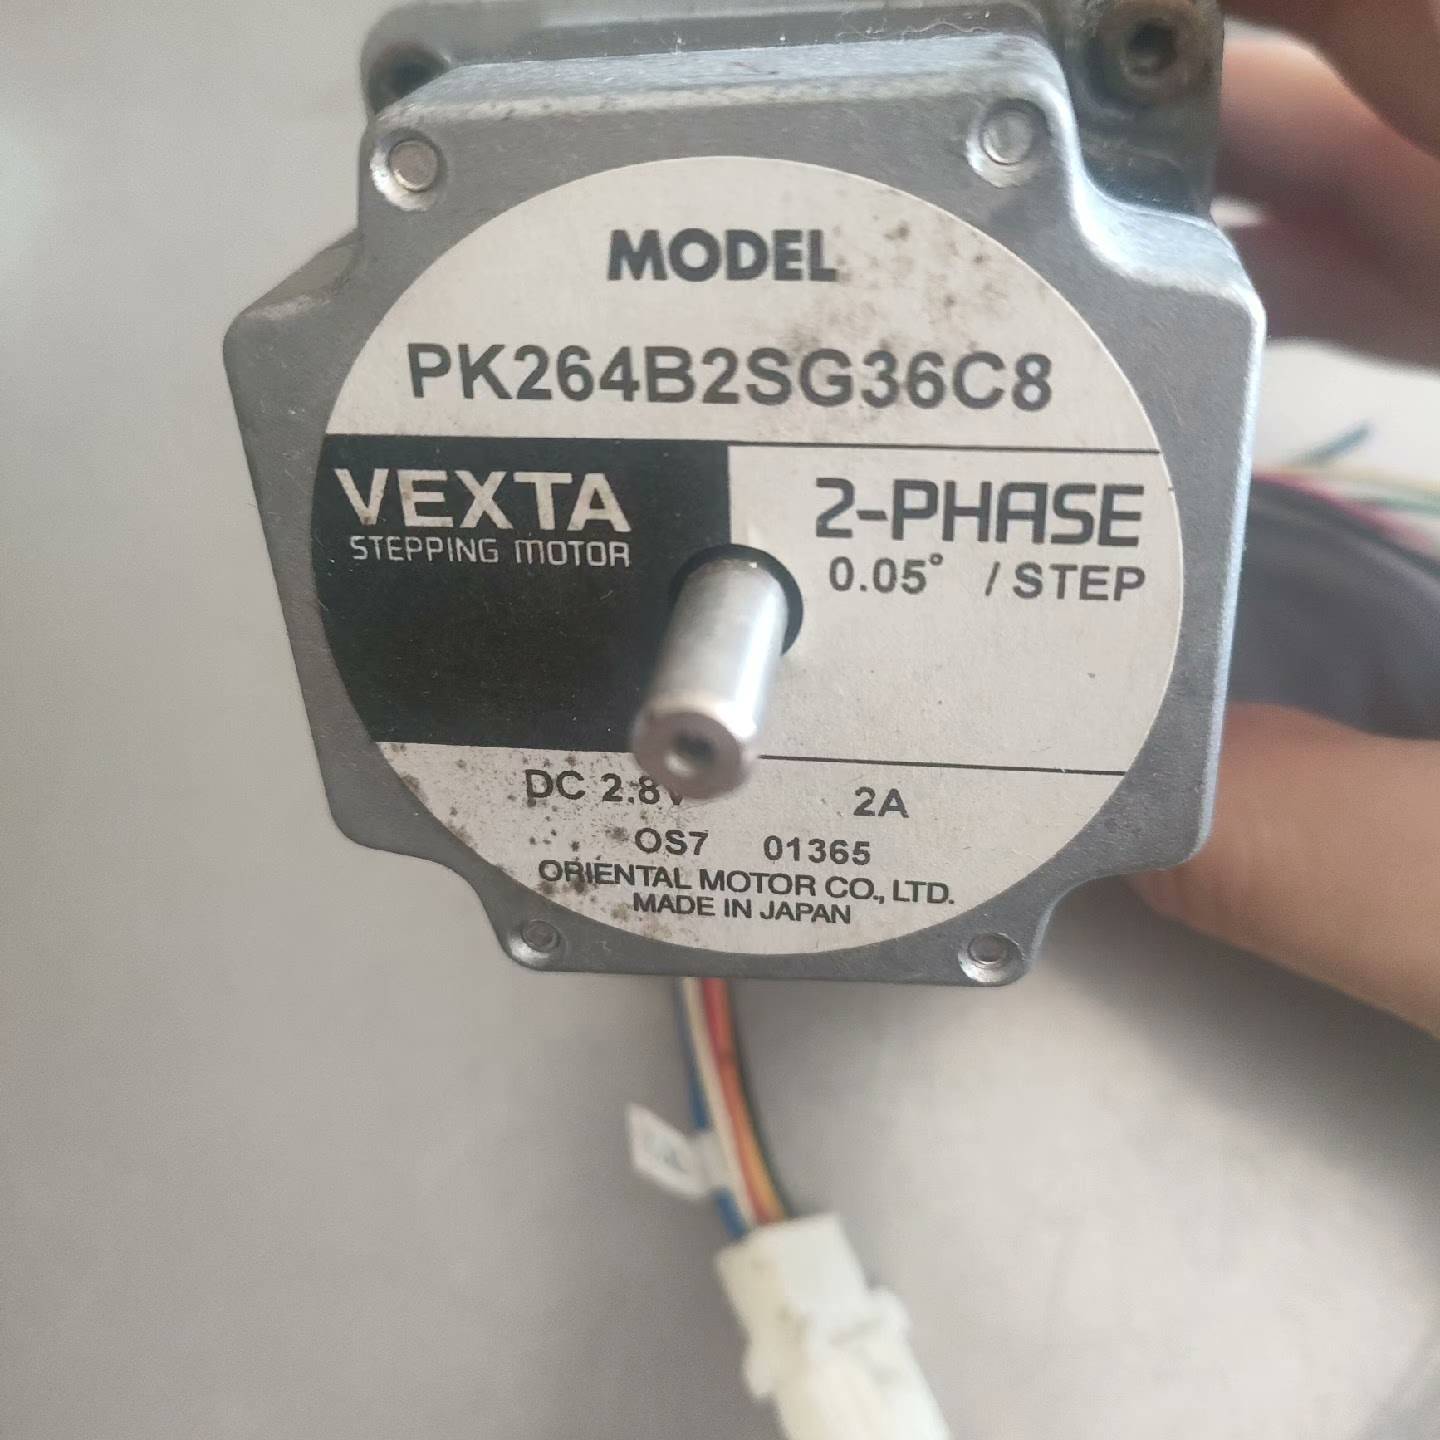 MODEL
PK264B2SG36C8
VEXTA
STEPPING MOTOR
2-PHASE
0.05° / STEP
DC 2.8V 2A
OS7 01365
ORIENTAL MOTOR CO., LTD.
MADE IN JAPAN